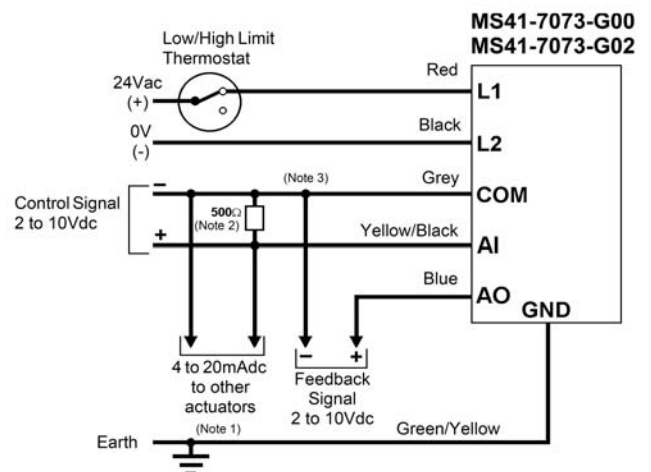 MS41-7073-G00
MS41-7073-G02
Low/High Limit
Thermostat
24Vac
(+)
Red
L1
0V
(-)
Black
L2
Control Signal
2 to 10Vdc
−
+
500Ω
(Note 2)
(Note 3)
Grey
COM
Yellow/Black
AI
Blue
AO
GND
4 to 20mAdc
to other
actuators
(Note 1)
− +
Feedback
Signal
2 to 10Vdc
Earth
Green/Yellow